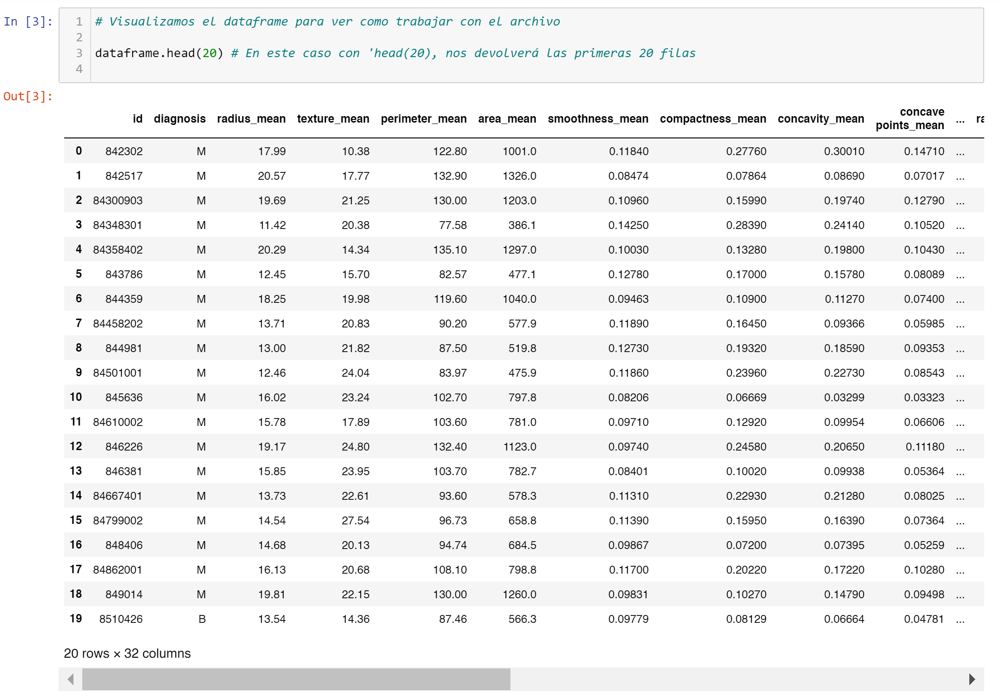 In [3]:
1 # Visualizamos el dataframe para ver como trabajar con el archivo
2
3 dataframe.head(20) # En este caso con 'head(20), nos devolverá las primeras 20 filas
4
Out[3]:
id diagnosis radius_mean texture_mean perimeter_mean area_mean smoothness_mean compactness_mean concavity_mean concave points_mean ... ra
0 842302 M 17.99 10.38 122.80 1001.0 0.11840 0.27760 0.30010 0.14710 ...
1 842517 M 20.57 17.77 132.90 1326.0 0.08474 0.07864 0.08690 0.07017 ...
2 84300903 M 19.69 21.25 130.00 1203.0 0.10960 0.15990 0.19740 0.12790 ...
3 84348301 M 11.42 20.38 77.58 386.1 0.14250 0.28390 0.24140 0.10520 ...
4 84358402 M 20.29 14.34 135.10 1297.0 0.10030 0.13280 0.19800 0.10430 ...
5 843786 M 12.45 15.70 82.57 477.1 0.12780 0.17000 0.15780 0.08089 ...
6 844359 M 18.25 19.98 119.60 1040.0 0.09463 0.10900 0.11270 0.07400 ...
7 84458202 M 13.71 20.83 90.20 577.9 0.11890 0.16450 0.09366 0.05985 ...
8 844981 M 13.00 21.82 87.50 519.8 0.12730 0.19320 0.18590 0.09353 ...
9 84501001 M 12.46 24.04 83.97 475.9 0.11860 0.23960 0.22730 0.08543 ...
10 845636 M 16.02 23.24 102.70 797.8 0.08206 0.06669 0.03299 0.03323 ...
11 84610002 M 15.78 17.89 103.60 781.0 0.09710 0.12920 0.09954 0.06606 ...
12 846226 M 19.17 24.80 132.40 1123.0 0.09740 0.24580 0.20650 0.11180 ...
13 846381 M 15.85 23.95 103.70 782.7 0.08401 0.10020 0.09938 0.05364 ...
14 84667401 M 13.73 22.61 93.60 578.3 0.11310 0.22930 0.21280 0.08025 ...
15 84799002 M 14.54 27.54 96.73 658.8 0.11390 0.15950 0.16390 0.07364 ...
16 848406 M 14.68 20.13 94.74 684.5 0.09867 0.07200 0.07395 0.05259 ...
17 84862001 M 16.13 20.68 108.10 798.8 0.11700 0.20220 0.17220 0.10280 ...
18 849014 M 19.81 22.15 130.00 1260.0 0.09831 0.10270 0.14790 0.09498 ...
19 8510426 B 13.54 14.36 87.46 566.3 0.09779 0.08129 0.06664 0.04781 ...
20 rows × 32 columns